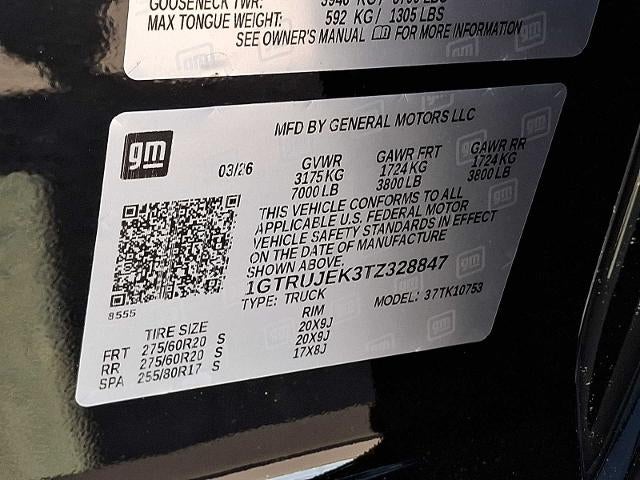 GOOSENECK TWR:
MAX TONGUE WEIGHT: 592 KG / 1305 LBS
SEE OWNER'S MANUAL FOR MORE INFORMATION
gm
MFD BY GENERAL MOTORS LLC
03/26 GVWR GAWR FRT GAWR RR
3175 KG 1724 KG 1724 KG
7000 LB 3800 LB 3800 LB
THIS VEHICLE CONFORMS TO ALL
APPLICABLE U.S. FEDERAL MOTOR
VEHICLE SAFETY STANDARDS IN EFFECT
ON THE DATE OF MANUFACTURE
SHOWN ABOVE.
1GTRUJEK3TZ328847
TYPE: TRUCK MODEL: 37TK10753
8555
TIRE SIZE RIM
FRT 275/60R20 S 20X9J
RR 275/60R20 S 20X9J
SPA 255/80R17 S 17X8J